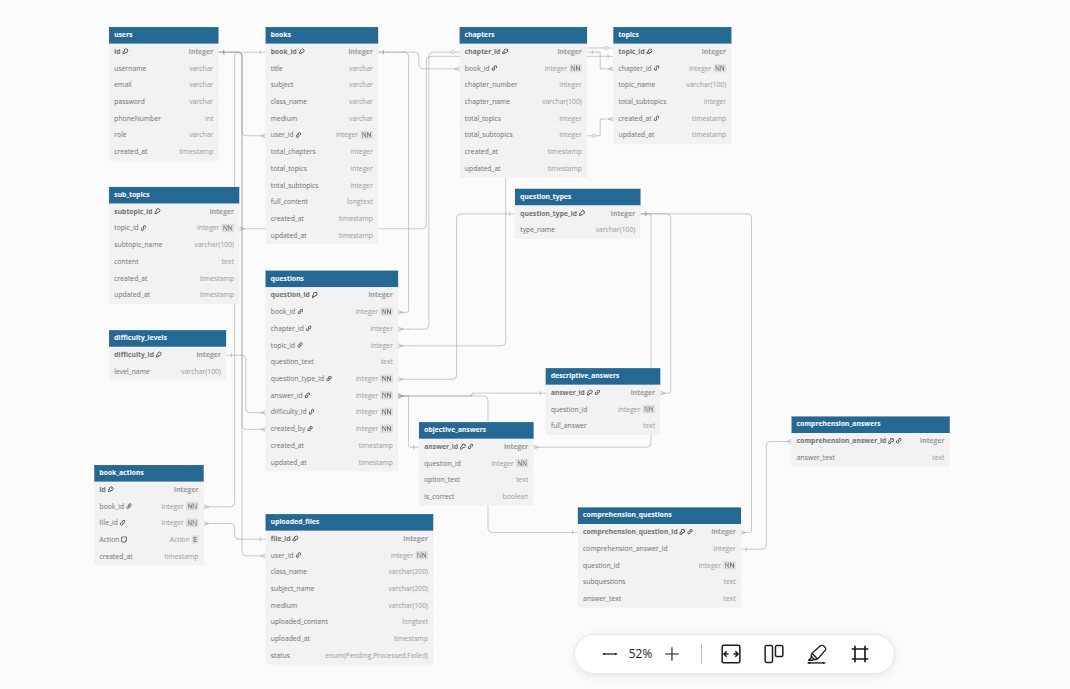 users
id integer
username varchar
email varchar
password varchar
phoneNumber int
role varchar
created_at timestamp
books
book_id integer
title varchar
subject varchar
class_name varchar
medium varchar
user_id integer NN
total_chapters integer
total_topics integer
total_subtopics integer
full_content longtext
created_at timestamp
updated_at timestamp
chapters
chapter_id integer
book_id integer NN
chapter_number integer
chapter_name varchar(100)
total_topics integer
total_subtopics integer
created_at timestamp
updated_at timestamp
topics
topic_id integer
chapter_id integer NN
topic_name varchar(100)
total_subtopics integer
created_at timestamp
updated_at timestamp
sub_topics
subtopic_id integer
topic_id integer NN
subtopic_name varchar(100)
content text
created_at timestamp
updated_at timestamp
question_types
question_type_id integer
type_name varchar(100)
questions
question_id integer
book_id integer NN
chapter_id integer
topic_id integer
question_text text
question_type_id integer NN
answer_id integer NN
difficulty_id integer NN
created_by integer NN
created_at timestamp
updated_at timestamp
difficulty_levels
difficulty_id integer
level_name varchar(100)
descriptive_answers
answer_id integer
question_id integer NN
full_answer text
objective_answers
answer_id integer
question_id integer NN
option_text text
is_correct boolean
comprehension_answers
comprehension_answer_id integer
answer_text text
book_actions
id integer
book_id integer NN
file_id integer NN
Action Action E
created_at timestamp
uploaded_files
file_id integer
user_id integer NN
class_name varchar(200)
subject_name varchar(200)
medium varchar(100)
uploaded_content longtext
uploaded_at timestamp
status enum(Pending,Processed,Failed)
comprehension_questions
comprehension_question_id integer
comprehension_answer_id integer
question_id integer NN
subquestions text
answer_text text
52%